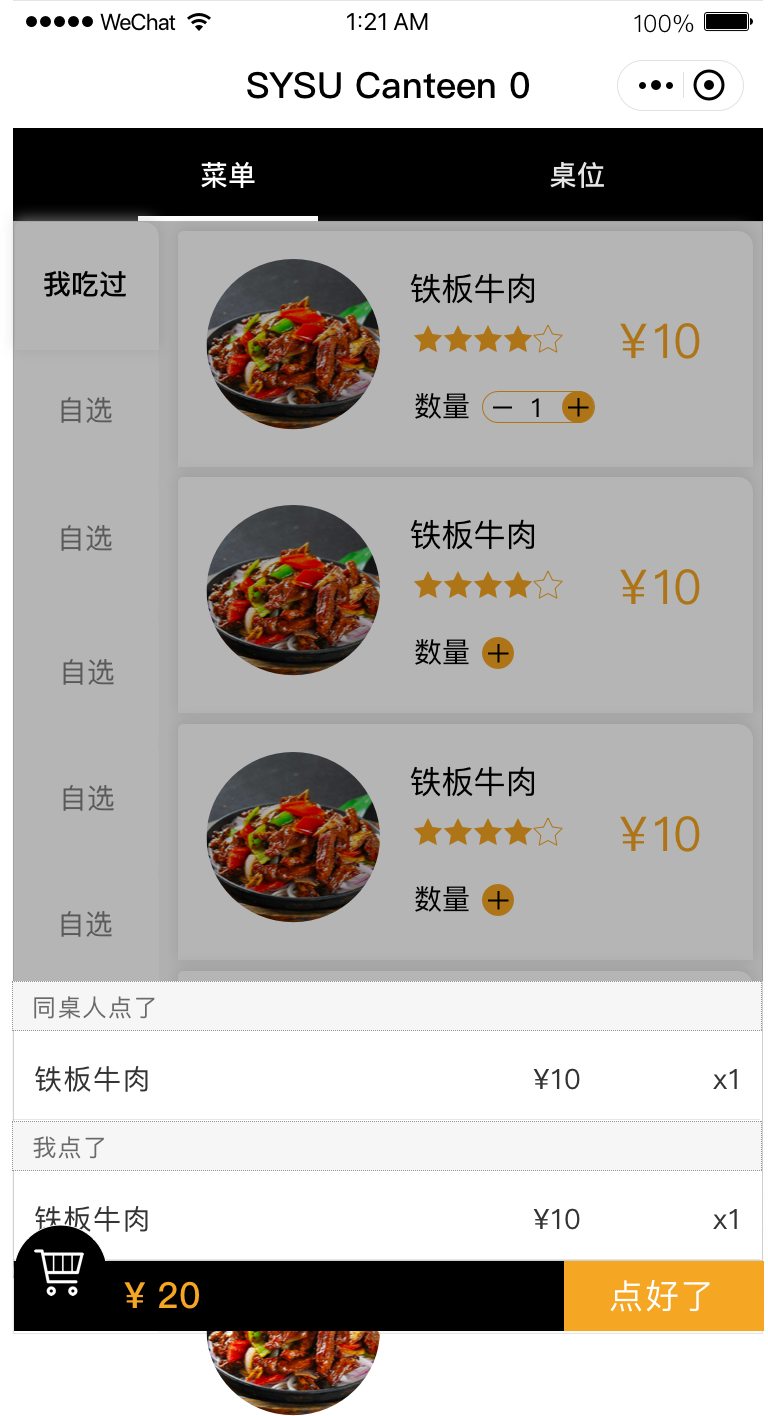 ●●●●● WeChat 1:21 AM 100%
SYSU Canteen 0
菜单 桌位
我吃过
自选
自选
自选
自选
自选
铁板牛肉
¥10
数量 1
铁板牛肉
¥10
数量
铁板牛肉
¥10
数量
同桌人点了
铁板牛肉 ¥10 x1
我点了
铁板牛肉 ¥10 x1
¥ 20 点好了